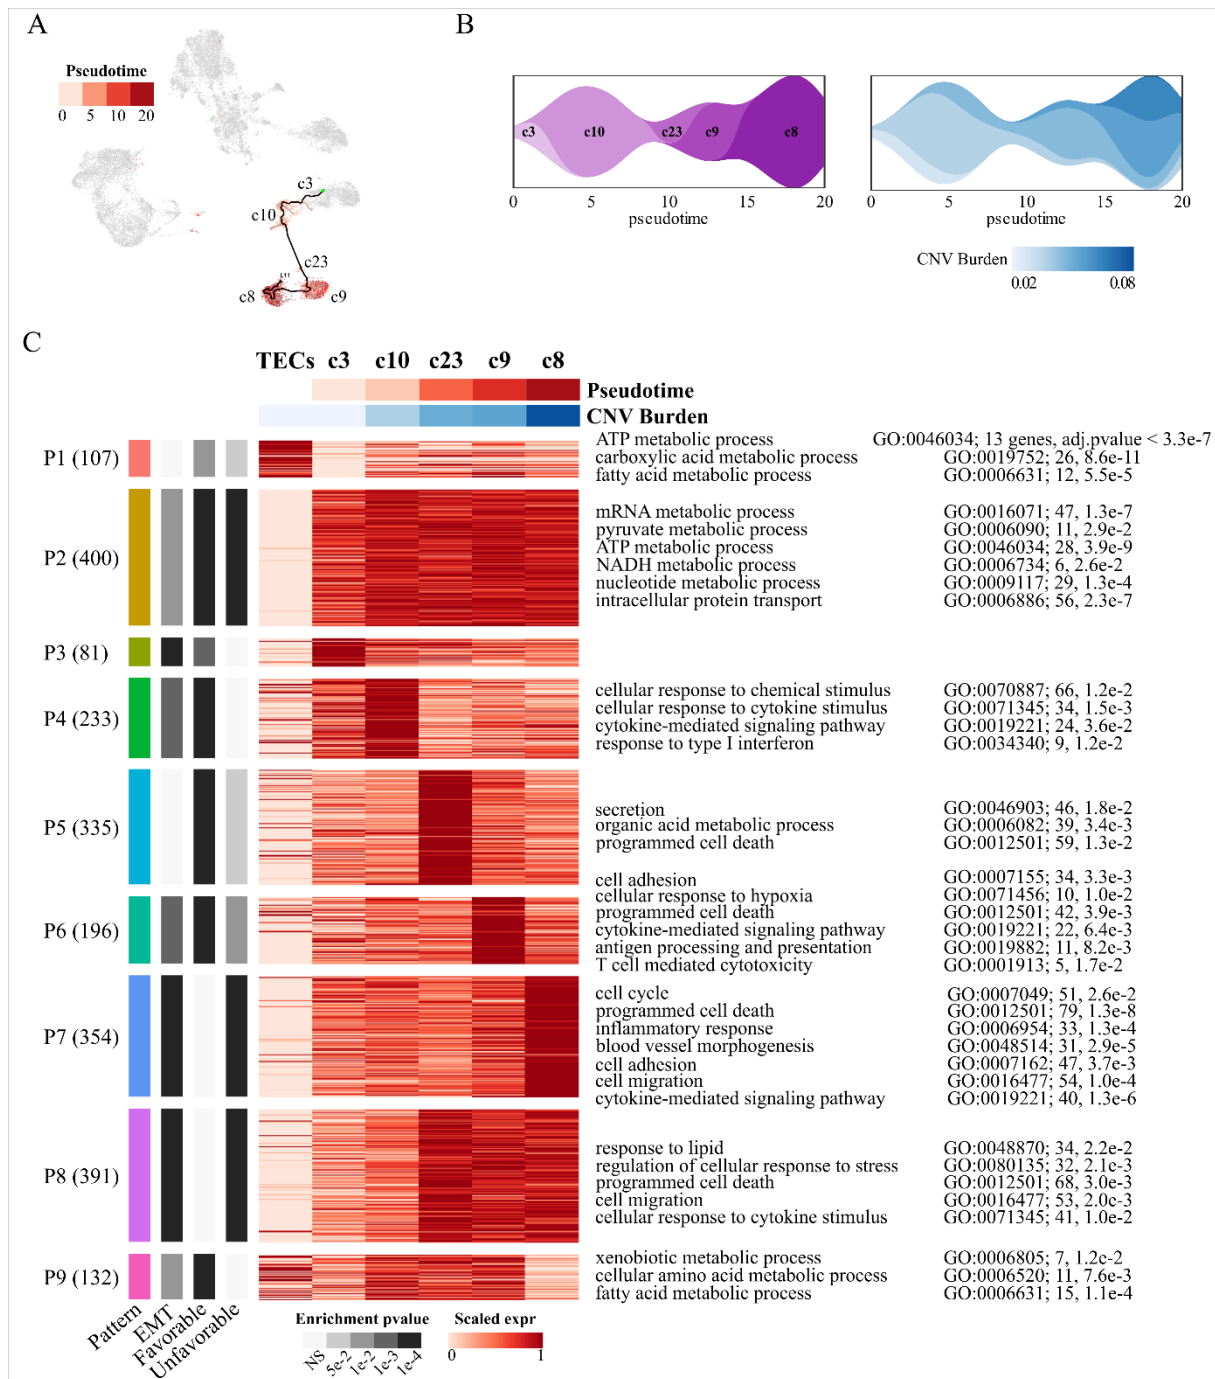 A
B
Pseudotime
0 5 10 20
c3
c10
c23
c8
c9
c3 c10 c23 c9 c8
0 5 10 15 20
pseudotime
0 5 10 15 20
pseudotime
CNV Burden
0.02 0.08
C
TECs c3 c10 c23 c9 c8
Pseudotime
CNV Burden
P1 (107)
ATP metabolic process GO:0046034; 13 genes, adj.pvalue < 3.3e-7
carboxylic acid metabolic process GO:0019752; 26, 8.6e-11
fatty acid metabolic process GO:0006631; 12, 5.5e-5
P2 (400)
mRNA metabolic process GO:0016071; 47, 1.3e-7
pyruvate metabolic process GO:0006090; 11, 2.9e-2
ATP metabolic process GO:0046034; 28, 3.9e-9
NADH metabolic process GO:0006734; 6, 2.6e-2
nucleotide metabolic process GO:0009117; 29, 1.3e-4
intracellular protein transport GO:0006886; 56, 2.3e-7
P3 (81)
P4 (233)
cellular response to chemical stimulus GO:0070887; 66, 1.2e-2
cellular response to cytokine stimulus GO:0071345; 34, 1.5e-3
cytokine-mediated signaling pathway GO:0019221; 24, 3.6e-2
response to type I interferon GO:0034340; 9, 1.2e-2
P5 (335)
secretion GO:0046903; 46, 1.8e-2
organic acid metabolic process GO:0006082; 39, 3.4e-3
programmed cell death GO:0012501; 59, 1.3e-2
P6 (196)
cell adhesion GO:0007155; 34, 3.3e-3
cellular response to hypoxia GO:0071456; 10, 1.0e-2
programmed cell death GO:0012501; 42, 3.9e-3
cytokine-mediated signaling pathway GO:0019221; 22, 6.4e-3
antigen processing and presentation GO:0019882; 11, 8.2e-3
T cell mediated cytotoxicity GO:0001913; 5, 1.7e-2
P7 (354)
cell cycle GO:0007049; 51, 2.6e-2
programmed cell death GO:0012501; 79, 1.3e-8
inflammatory response GO:0006954; 33, 1.3e-4
blood vessel morphogenesis GO:0048514; 31, 2.9e-5
cell adhesion GO:0007162; 47, 3.7e-3
cell migration GO:0016477; 54, 1.0e-4
cytokine-mediated signaling pathway GO:0019221; 40, 1.3e-6
P8 (391)
response to lipid GO:0048870; 34, 2.2e-2
regulation of cellular response to stress GO:0080135; 32, 2.1e-3
programmed cell death GO:0012501; 68, 3.0e-3
cell migration GO:0016477; 53, 2.0e-3
cellular response to cytokine stimulus GO:0071345; 41, 1.0e-2
P9 (132)
xenobiotic metabolic process GO:0006805; 7, 1.2e-2
cellular amino acid metabolic process GO:0006520; 11, 7.6e-3
fatty acid metabolic process GO:0006631; 15, 1.1e-4
Pattern
EMT
Favorable
Unfavorable
Enrichment pvalue
NS 5e-2 1e-2 1e-3 1e-4
Scaled expr
0 1